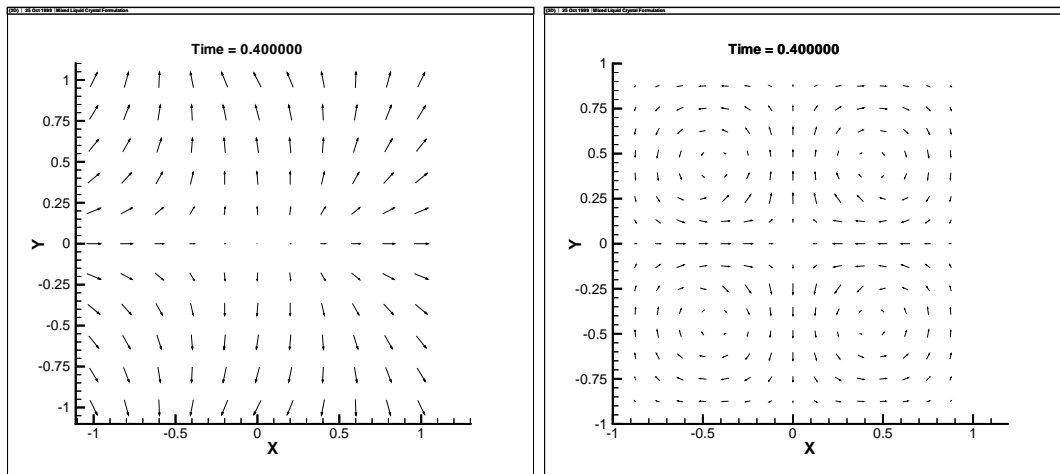 (2D) | 25 Oct 1999 | Mixed Liquid Crystal Formulation
Time = 0.400000
1
0.75
0.5
0.25
0
-0.25
-0.5
-0.75
-1
Y
-1 -0.5 0 0.5 1
X
(2D) | 25 Oct 1999 | Mixed Liquid Crystal Formulation
Time = 0.400000
1
0.75
0.5
0.25
0
-0.25
-0.5
-0.75
-1
Y
-1 -0.5 0 0.5 1
X